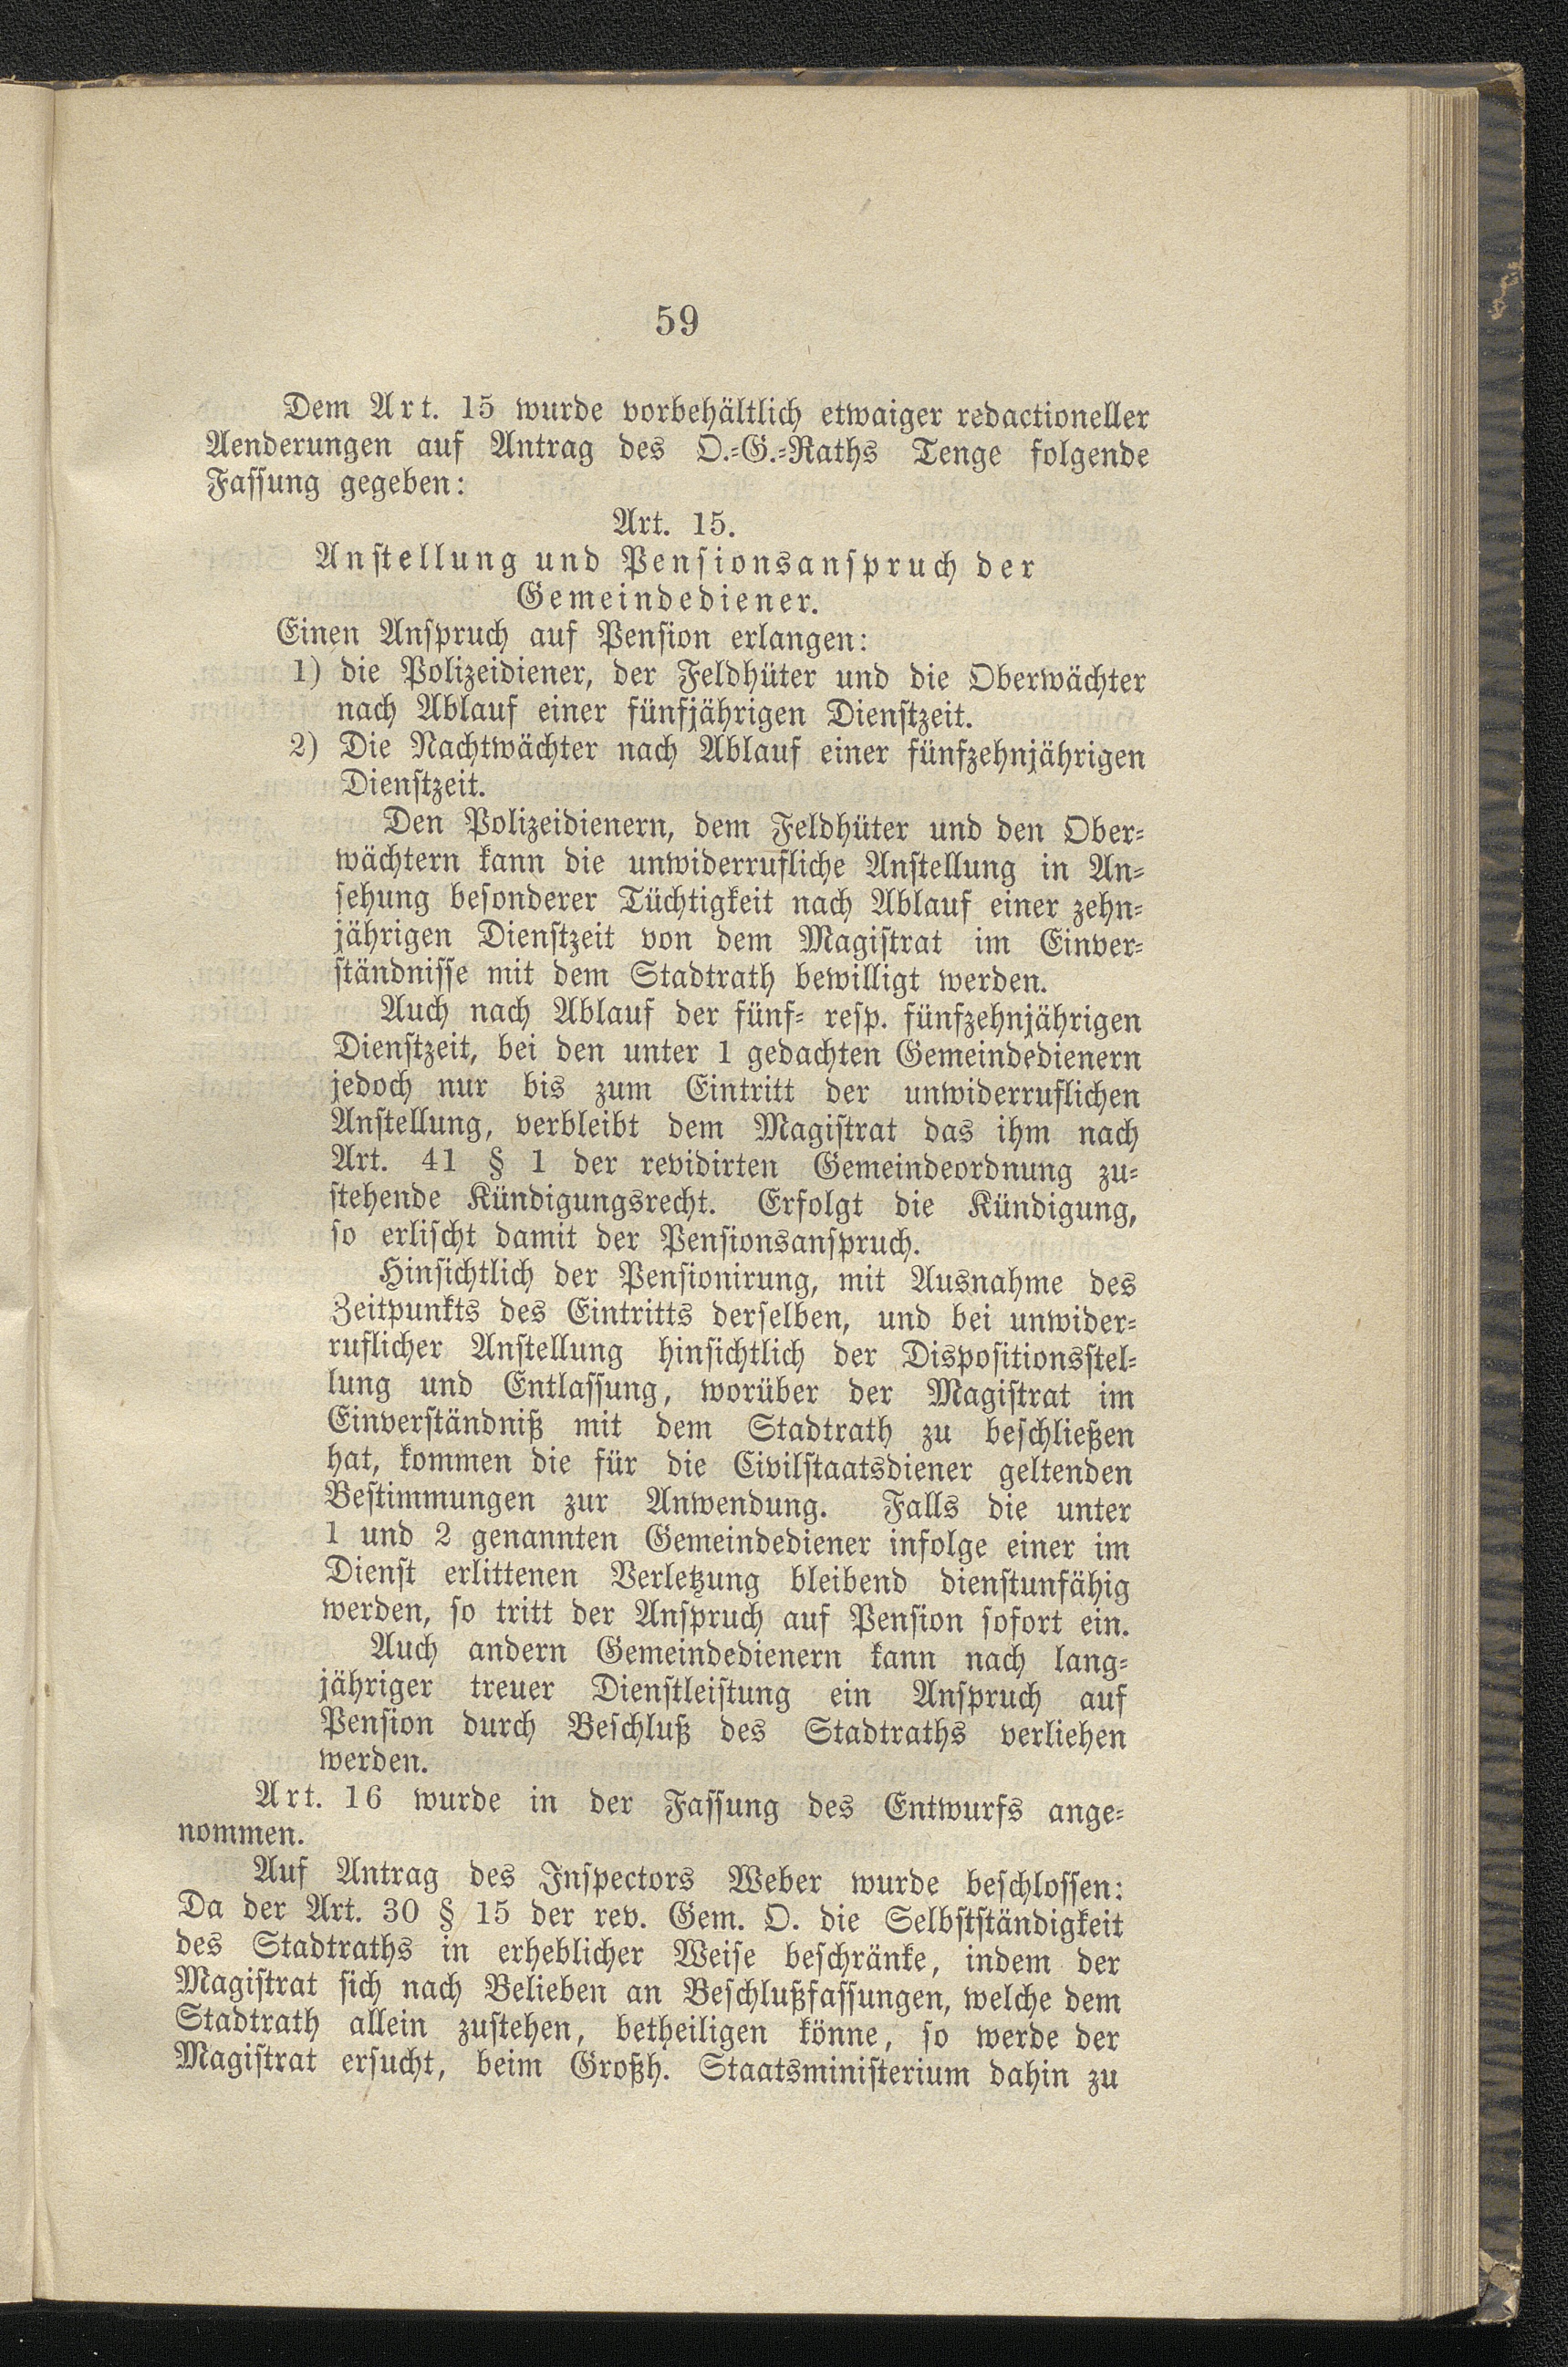 59
Dem Art. 15 wurde vorbehältlich etwaiger redactioneller
Aenderungen auf Antrag des O.-G.-Raths Tenge folgende
Fassung gegeben:
Art. 15.
Anstellung und Pensionsanspruch der
Gemeindediener.
Einen Anspruch auf Pension erlangen:
1) die Polizeidiener, der Feldhüter und die Oberwächter
nach Ablauf einer fünfjährigen Dienstzeit.
2) Die Nachtwächter nach Ablauf einer fünfzehnjährigen
Dienstzeit.
Den Polizeidienern, dem Feldhüter und den Ober-
wächtern kann die unwiderrufliche Anstellung in An-
sehung besonderer Tüchtigkeit nach Ablauf einer zehn-
jährigen Dienstzeit von dem Magistrat im Einver-
ständnisse mit dem Stadtrath bewilligt werden.
Auch nach Ablauf der fünf- resp. fünfzehnjährigen
Dienstzeit, bei den unter 1 gedachten Gemeindedienern
jedoch nur bis zum Eintritt der unwiderruflichen
Anstellung, verbleibt dem Magistrat das ihm nach
Art. 41 § 1 der revidirten Gemeindeordnung zu-
stehende Kündigungsrecht. Erfolgt die Kündigung,
so erlischt damit der Pensionsanspruch.
Hinsichtlich der Pensionirung, mit Ausnahme des
Zeitpunkts des Eintritts derselben, und bei unwider-
ruflicher Anstellung hinsichtlich der Dispositionsstel-
lung und Entlassung, worüber der Magistrat im
Einverständniß mit dem Stadtrath zu beschließen
hat, kommen die für die Civilstaatsdiener geltenden
Bestimmungen zur Anwendung. Falls die unter
1 und 2 genannten Gemeindediener infolge einer im
Dienst erlittenen Verletzung bleibend dienstunfähig
werden, so tritt der Anspruch auf Pension sofort ein.
Auch andern Gemeindedienern kann nach lang-
jähriger treuer Dienstleistung ein Anspruch auf
Pension durch Beschluß des Stadtraths verliehen
werden.
Art. 16 wurde in der Fassung des Entwurfs ange-
nommen.
Auf Antrag des Inspectors Weber wurde beschlossen:
Da der Art. 30 § 15 der rev. Gem. O. die Selbstständigkeit
des Stadtraths in erheblicher Weise beschränke, indem der
Magistrat sich nach Belieben an Beschlußfassungen, welche dem
Stadtrath allein zustehen, betheiligen könne, so werde der
Magistrat ersucht, beim Großh. Staatsministerium dahin zu